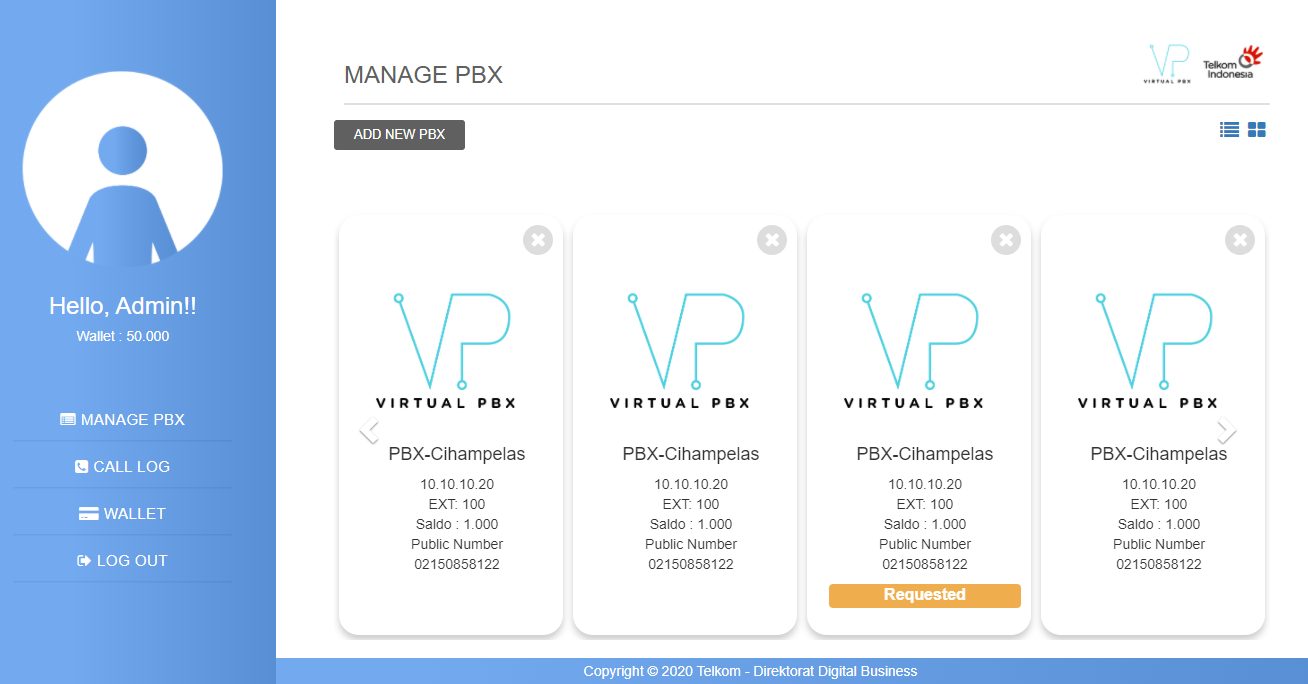 Hello, Admin!!
Wallet : 50.000
MANAGE PBX
CALL LOG
WALLET
LOG OUT
MANAGE PBX
VIRTUAL PBX
Telkom
Indonesia
ADD NEW PBX
VIRTUAL PBX
PBX-Cihampelas
10.10.10.20
EXT: 100
Saldo : 1.000
Public Number
02150858122
VIRTUAL PBX
PBX-Cihampelas
10.10.10.20
EXT: 100
Saldo : 1.000
Public Number
02150858122
VIRTUAL PBX
PBX-Cihampelas
10.10.10.20
EXT: 100
Saldo : 1.000
Public Number
02150858122
Requested
VIRTUAL PBX
PBX-Cihampelas
10.10.10.20
EXT: 100
Saldo : 1.000
Public Number
02150858122
Copyright © 2020 Telkom - Direktorat Digital Business